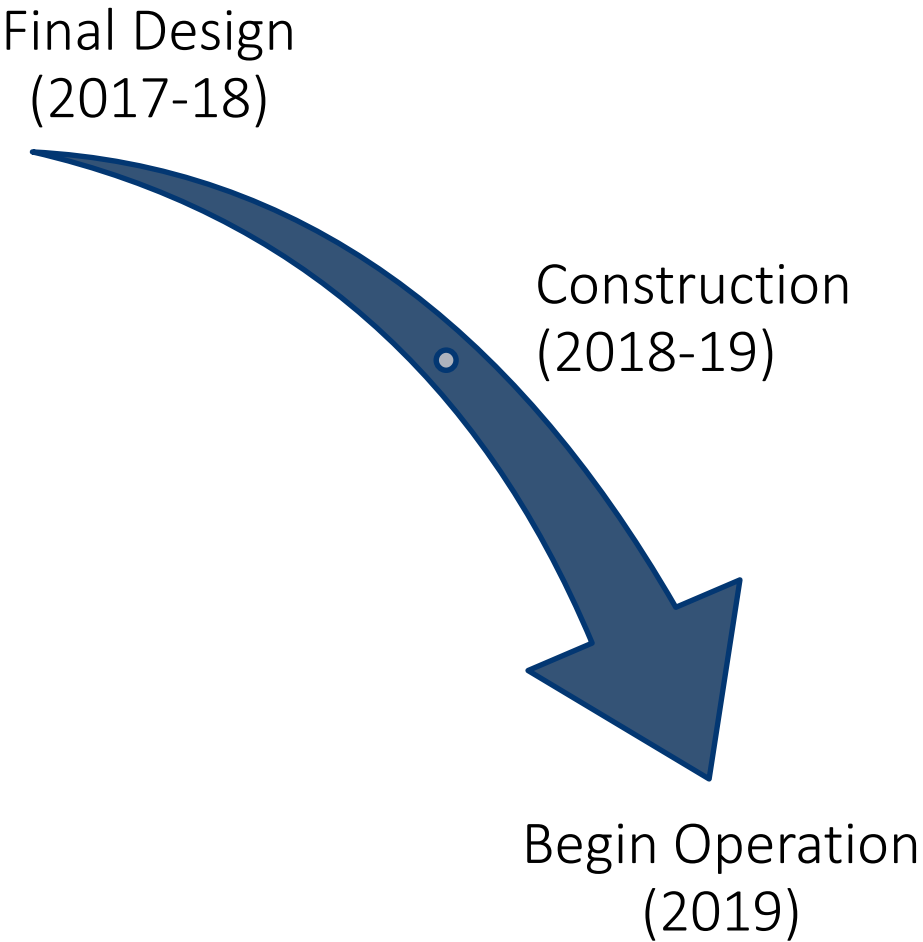 Final Design
(2017-18)
Construction
(2018-19)
Begin Operation
(2019)